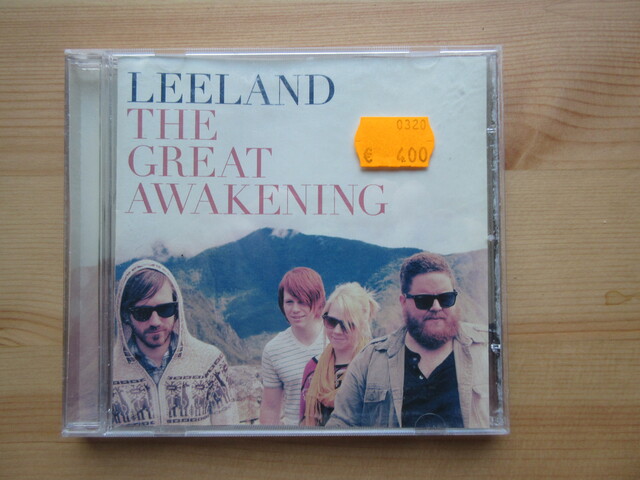 LEELAND
THE
GREAT
AWAKENING
0320
€ 400